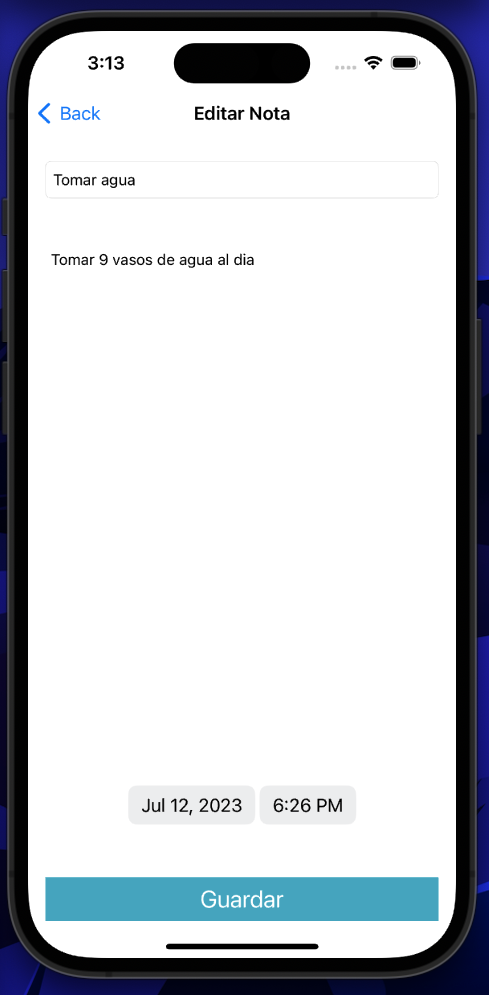 3:13
Back Editar Nota
Tomar agua
Tomar 9 vasos de agua al dia
Jul 12, 2023 6:26 PM
Guardar